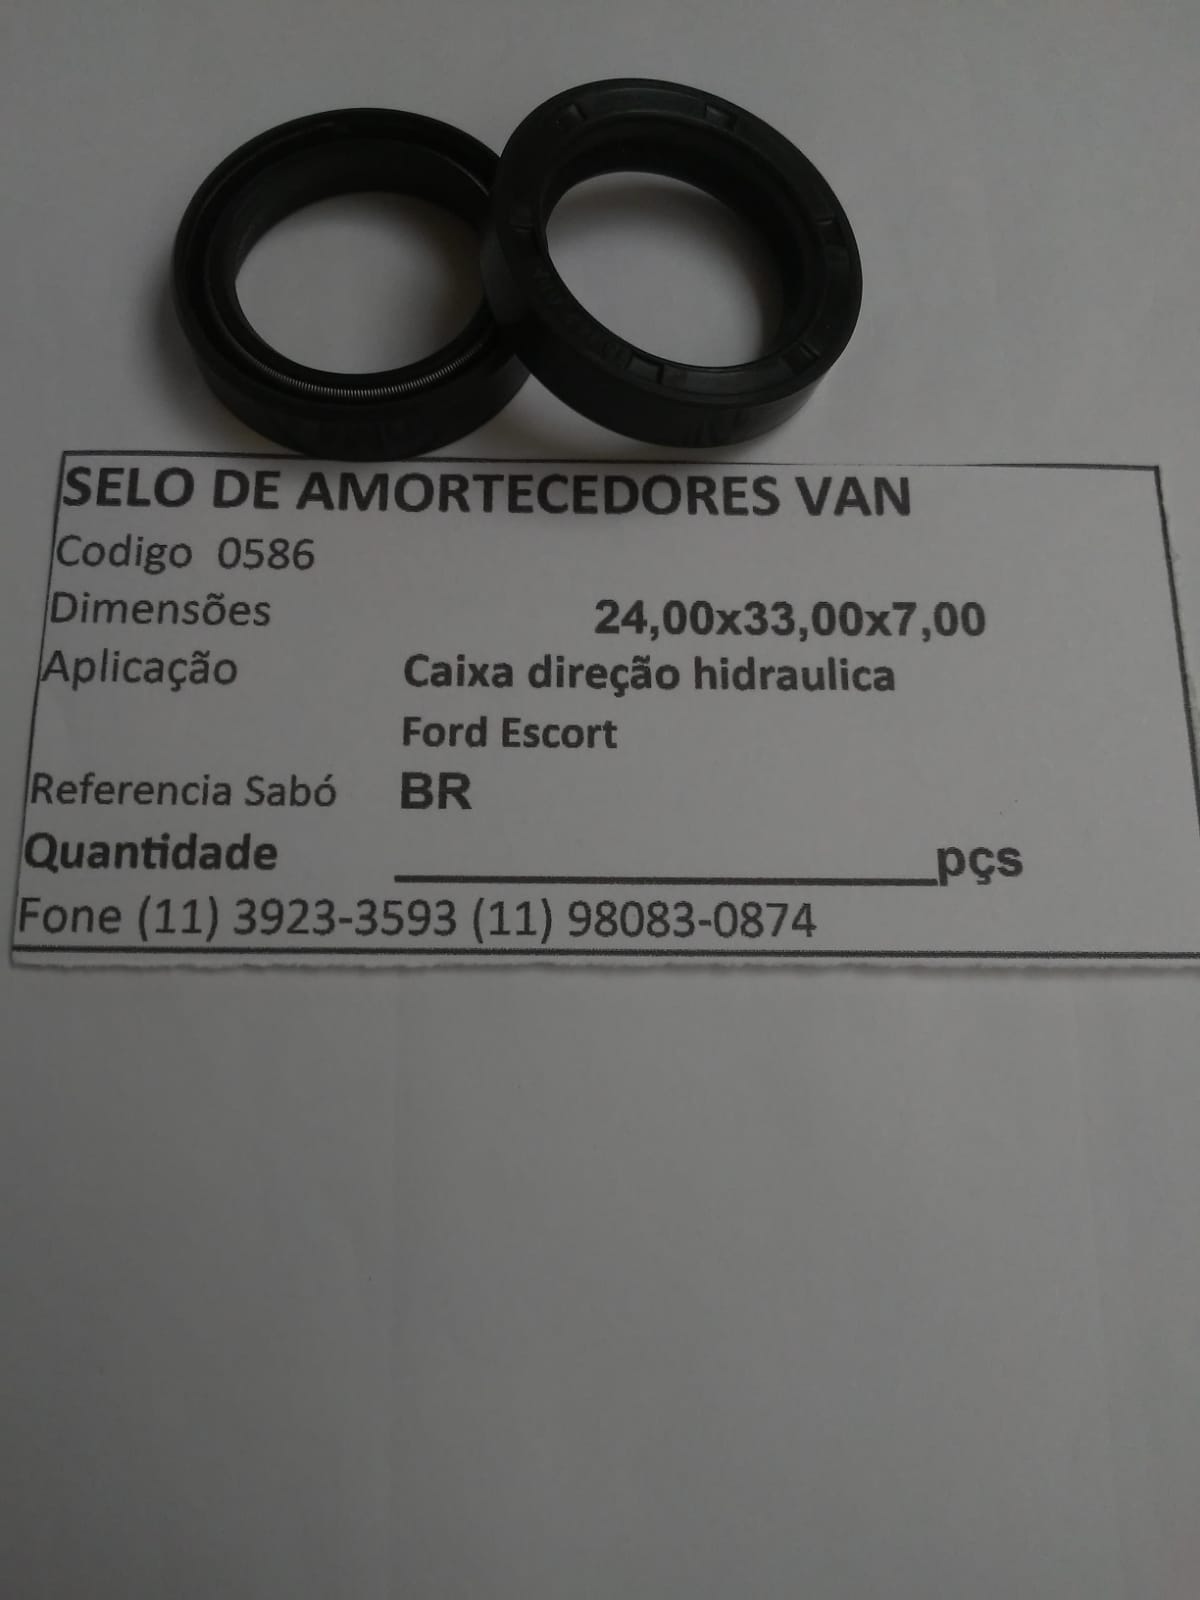 SELO DE AMORTECEDORES VAN
Codigo 0586
Dimensões 24,00x33,00x7,00
Aplicação Caixa direção hidraulica
Ford Escort
Referencia Sabó BR
Quantidade ____________________pçs
Fone (11) 3923-3593 (11) 98083-0874